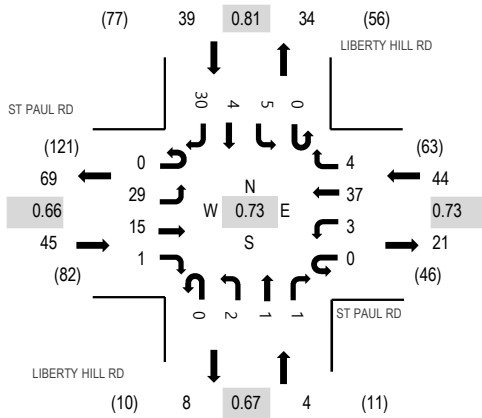 (77) 39 0.81 34 (56)
LIBERTY HILL RD
30 4 5 0
ST PAUL RD
(121) 0 4 (63)
69 29 N 37 44
0.66 W 0.73 E 0.73
45 15 S 3 21
(82) 1 0 (46)
0 2 1 1
ST PAUL RD
LIBERTY HILL RD
(10) 8 0.67 4 (11)